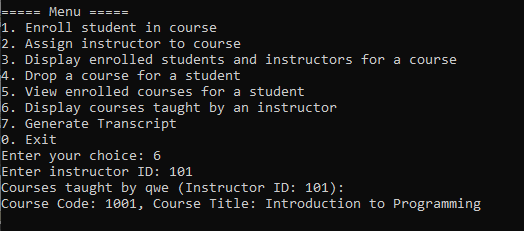 ===== Menu =====
1. Enroll student in course
2. Assign instructor to course
3. Display enrolled students and instructors for a course
4. Drop a course for a student
5. View enrolled courses for a student
6. Display courses taught by an instructor
7. Generate Transcript
0. Exit
Enter your choice: 6
Enter instructor ID: 101
Courses taught by qwe (Instructor ID: 101):
Course Code: 1001, Course Title: Introduction to Programming